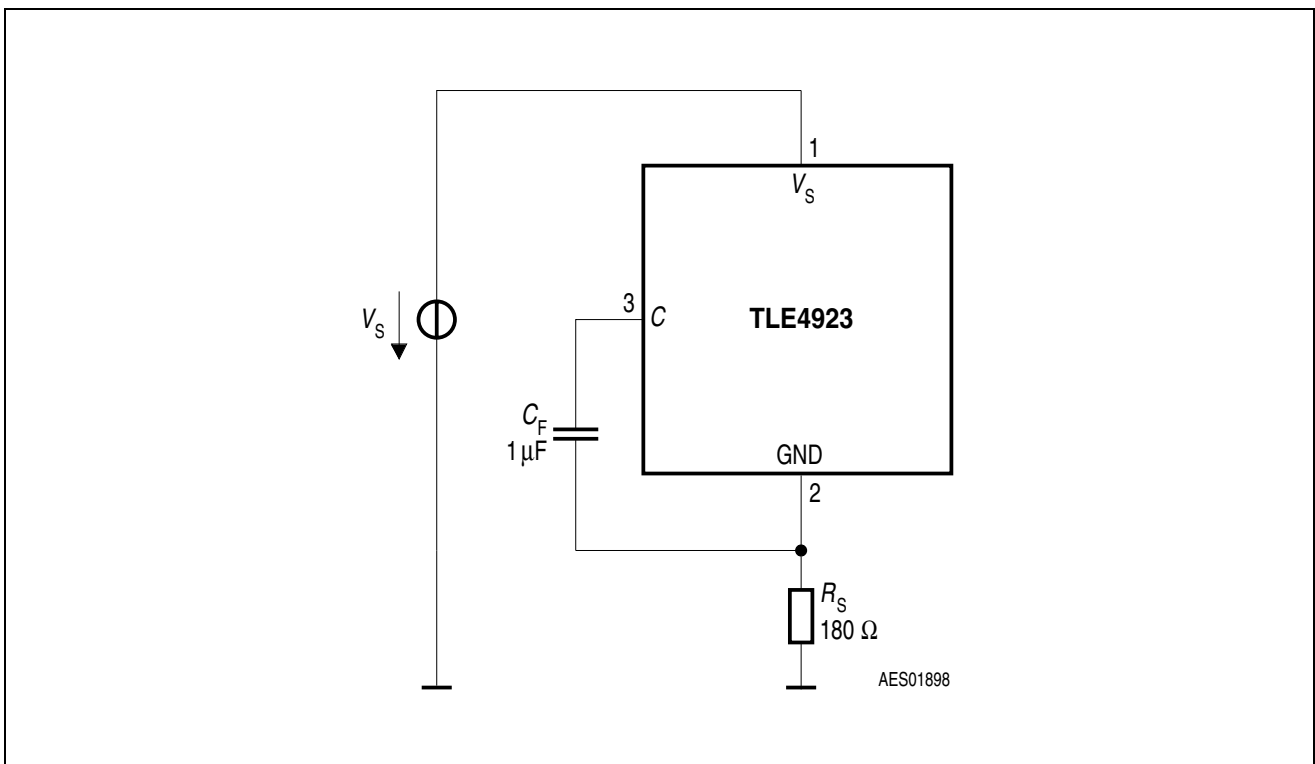 1
V_S
V_S
3
C
TLE4923
C_F
1 µF
GND
2
R_S
180 Ω
AES01898